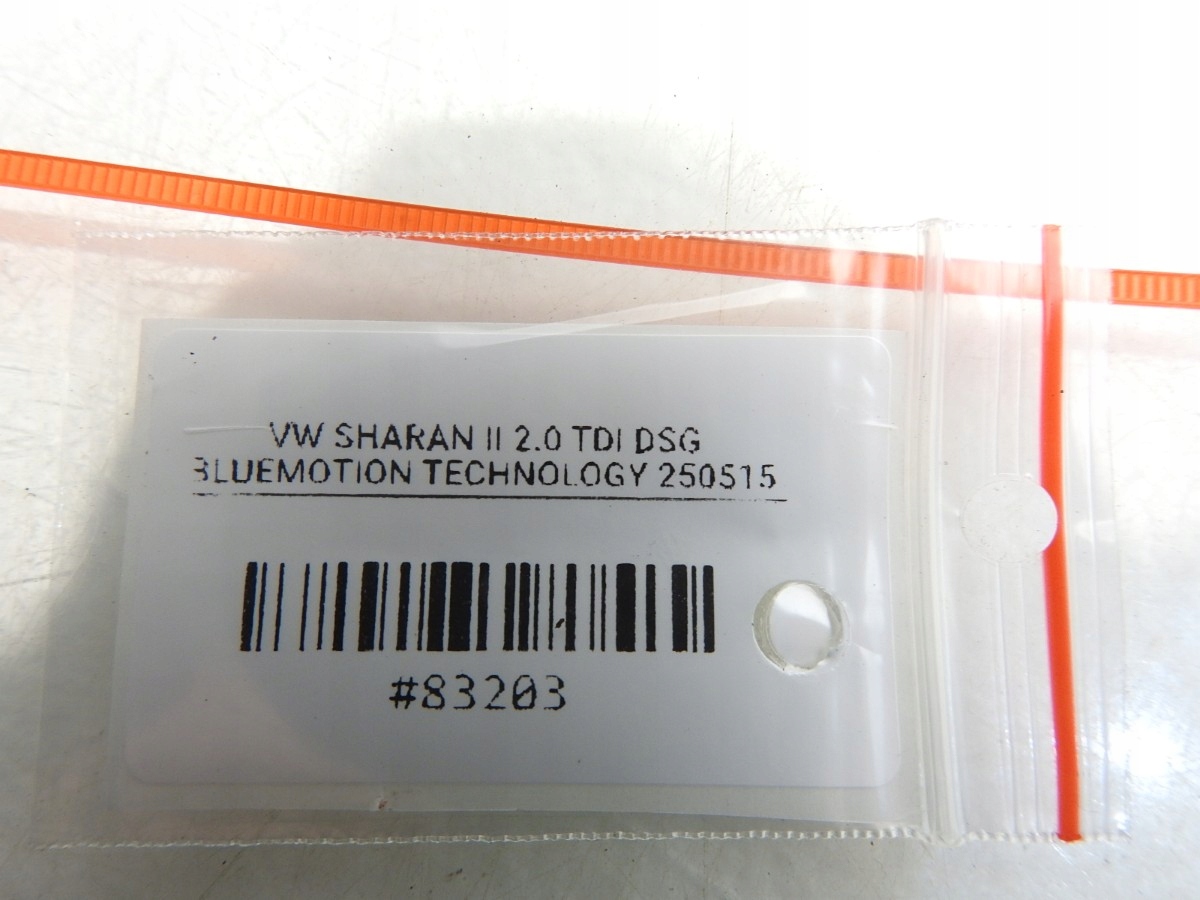 VW SHARAN II 2.0 TDI DSG
BLUEMOTION TECHNOLOGY 250515
#83203